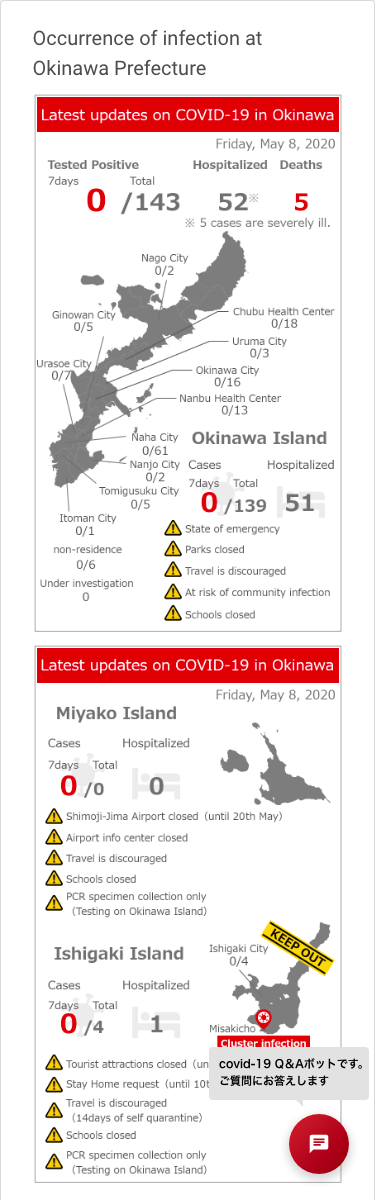 Occurrence of infection at
Okinawa Prefecture
Latest updates on COVID-19 in Okinawa
Friday, May 8, 2020
Tested Positive Hospitalized Deaths
7days Total
0 /143 52※ 5
※ 5 cases are severely ill.
Nago City
0/2
Ginowan City
0/5
Chubu Health Center
0/18
Uruma City
0/3
Urasoe City
0/7
Okinawa City
0/16
Nanbu Health Center
0/13
Naha City
0/61
Nanjo City
0/2
Tomigusuku City
0/5
Itoman City
0/1
non-residence
0/6
Under investigation
0
Okinawa Island
Cases Hospitalized
7days Total
0 /139 51
State of emergency
Parks closed
Travel is discouraged
At risk of community infection
Schools closed
Latest updates on COVID-19 in Okinawa
Friday, May 8, 2020
Miyako Island
Cases Hospitalized
7days Total
0 /0 0
Shimoji-Jima Airport closed (until 20th May)
Airport info center closed
Travel is discouraged
Schools closed
PCR specimen collection only
(Testing on Okinawa Island)
KEEP OUT
Ishigaki Island
Ishigaki City
0/4
Cases Hospitalized
7days Total
0 /4 1
Misakicho
Cluster infection
Tourist attractions closed
Stay Home request (until 10t
Travel is discouraged
(14days of self quarantine)
Schools closed
PCR specimen collection only
(Testing on Okinawa Island)
covid-19 Q&Aボットです。
ご質問にお答えします